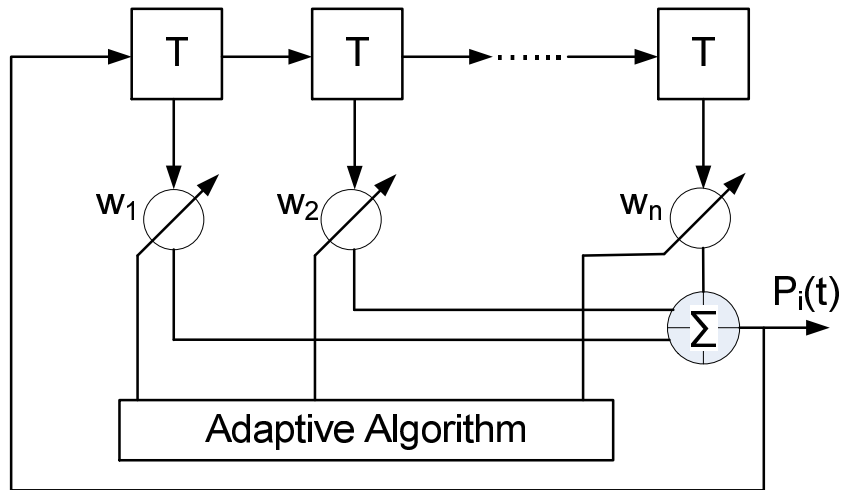 T T ...... T
w1 w2 wn
Pi(t)
Σ
Adaptive Algorithm